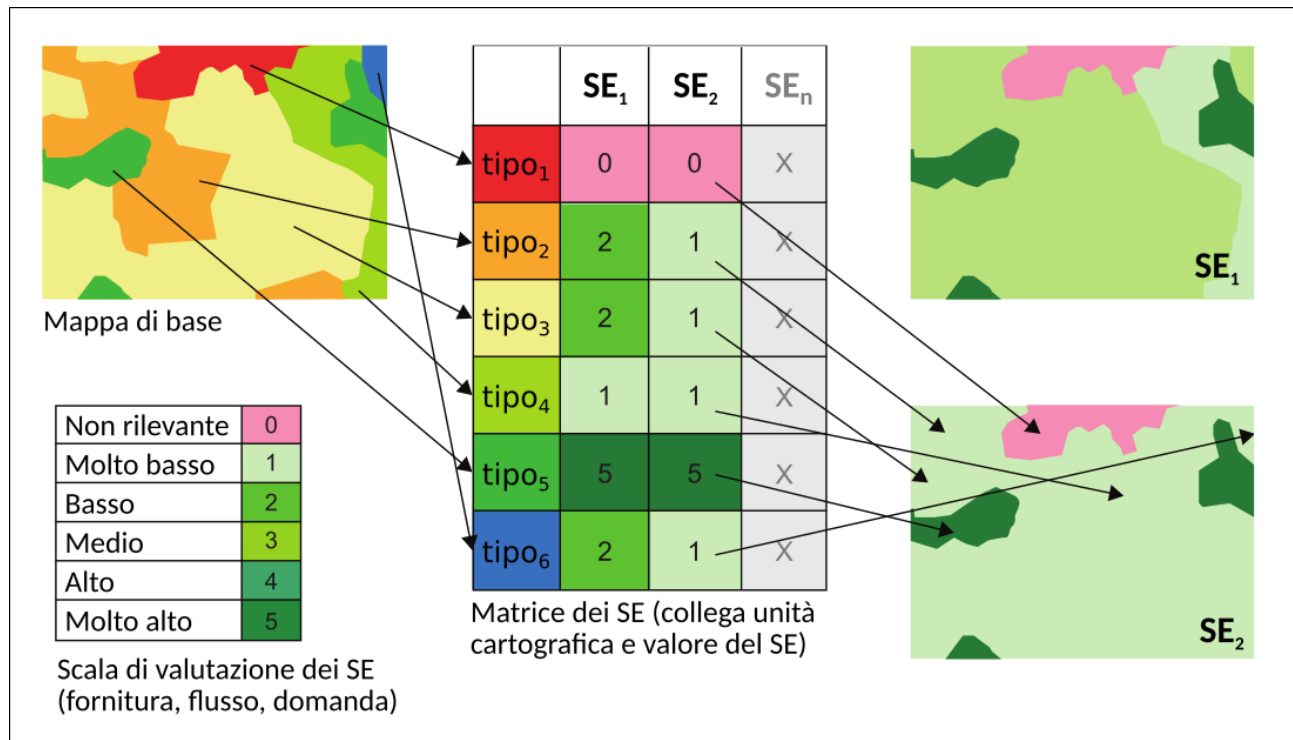 SE₁ SE₂ SEₙ
tipo₁ 0 0 X
tipo₂ 2 1 X
tipo₃ 2 1 X
tipo₄ 1 1 X
tipo₅ 5 5 X
tipo₆ 2 1 X
Mappa di base
Non rilevante 0
Molto basso 1
Basso 2
Medio 3
Alto 4
Molto alto 5
Scala di valutazione dei SE
(fornitura, flusso, domanda)
Matrice dei SE (collega unità
cartografica e valore del SE)
SE₁
SE₂